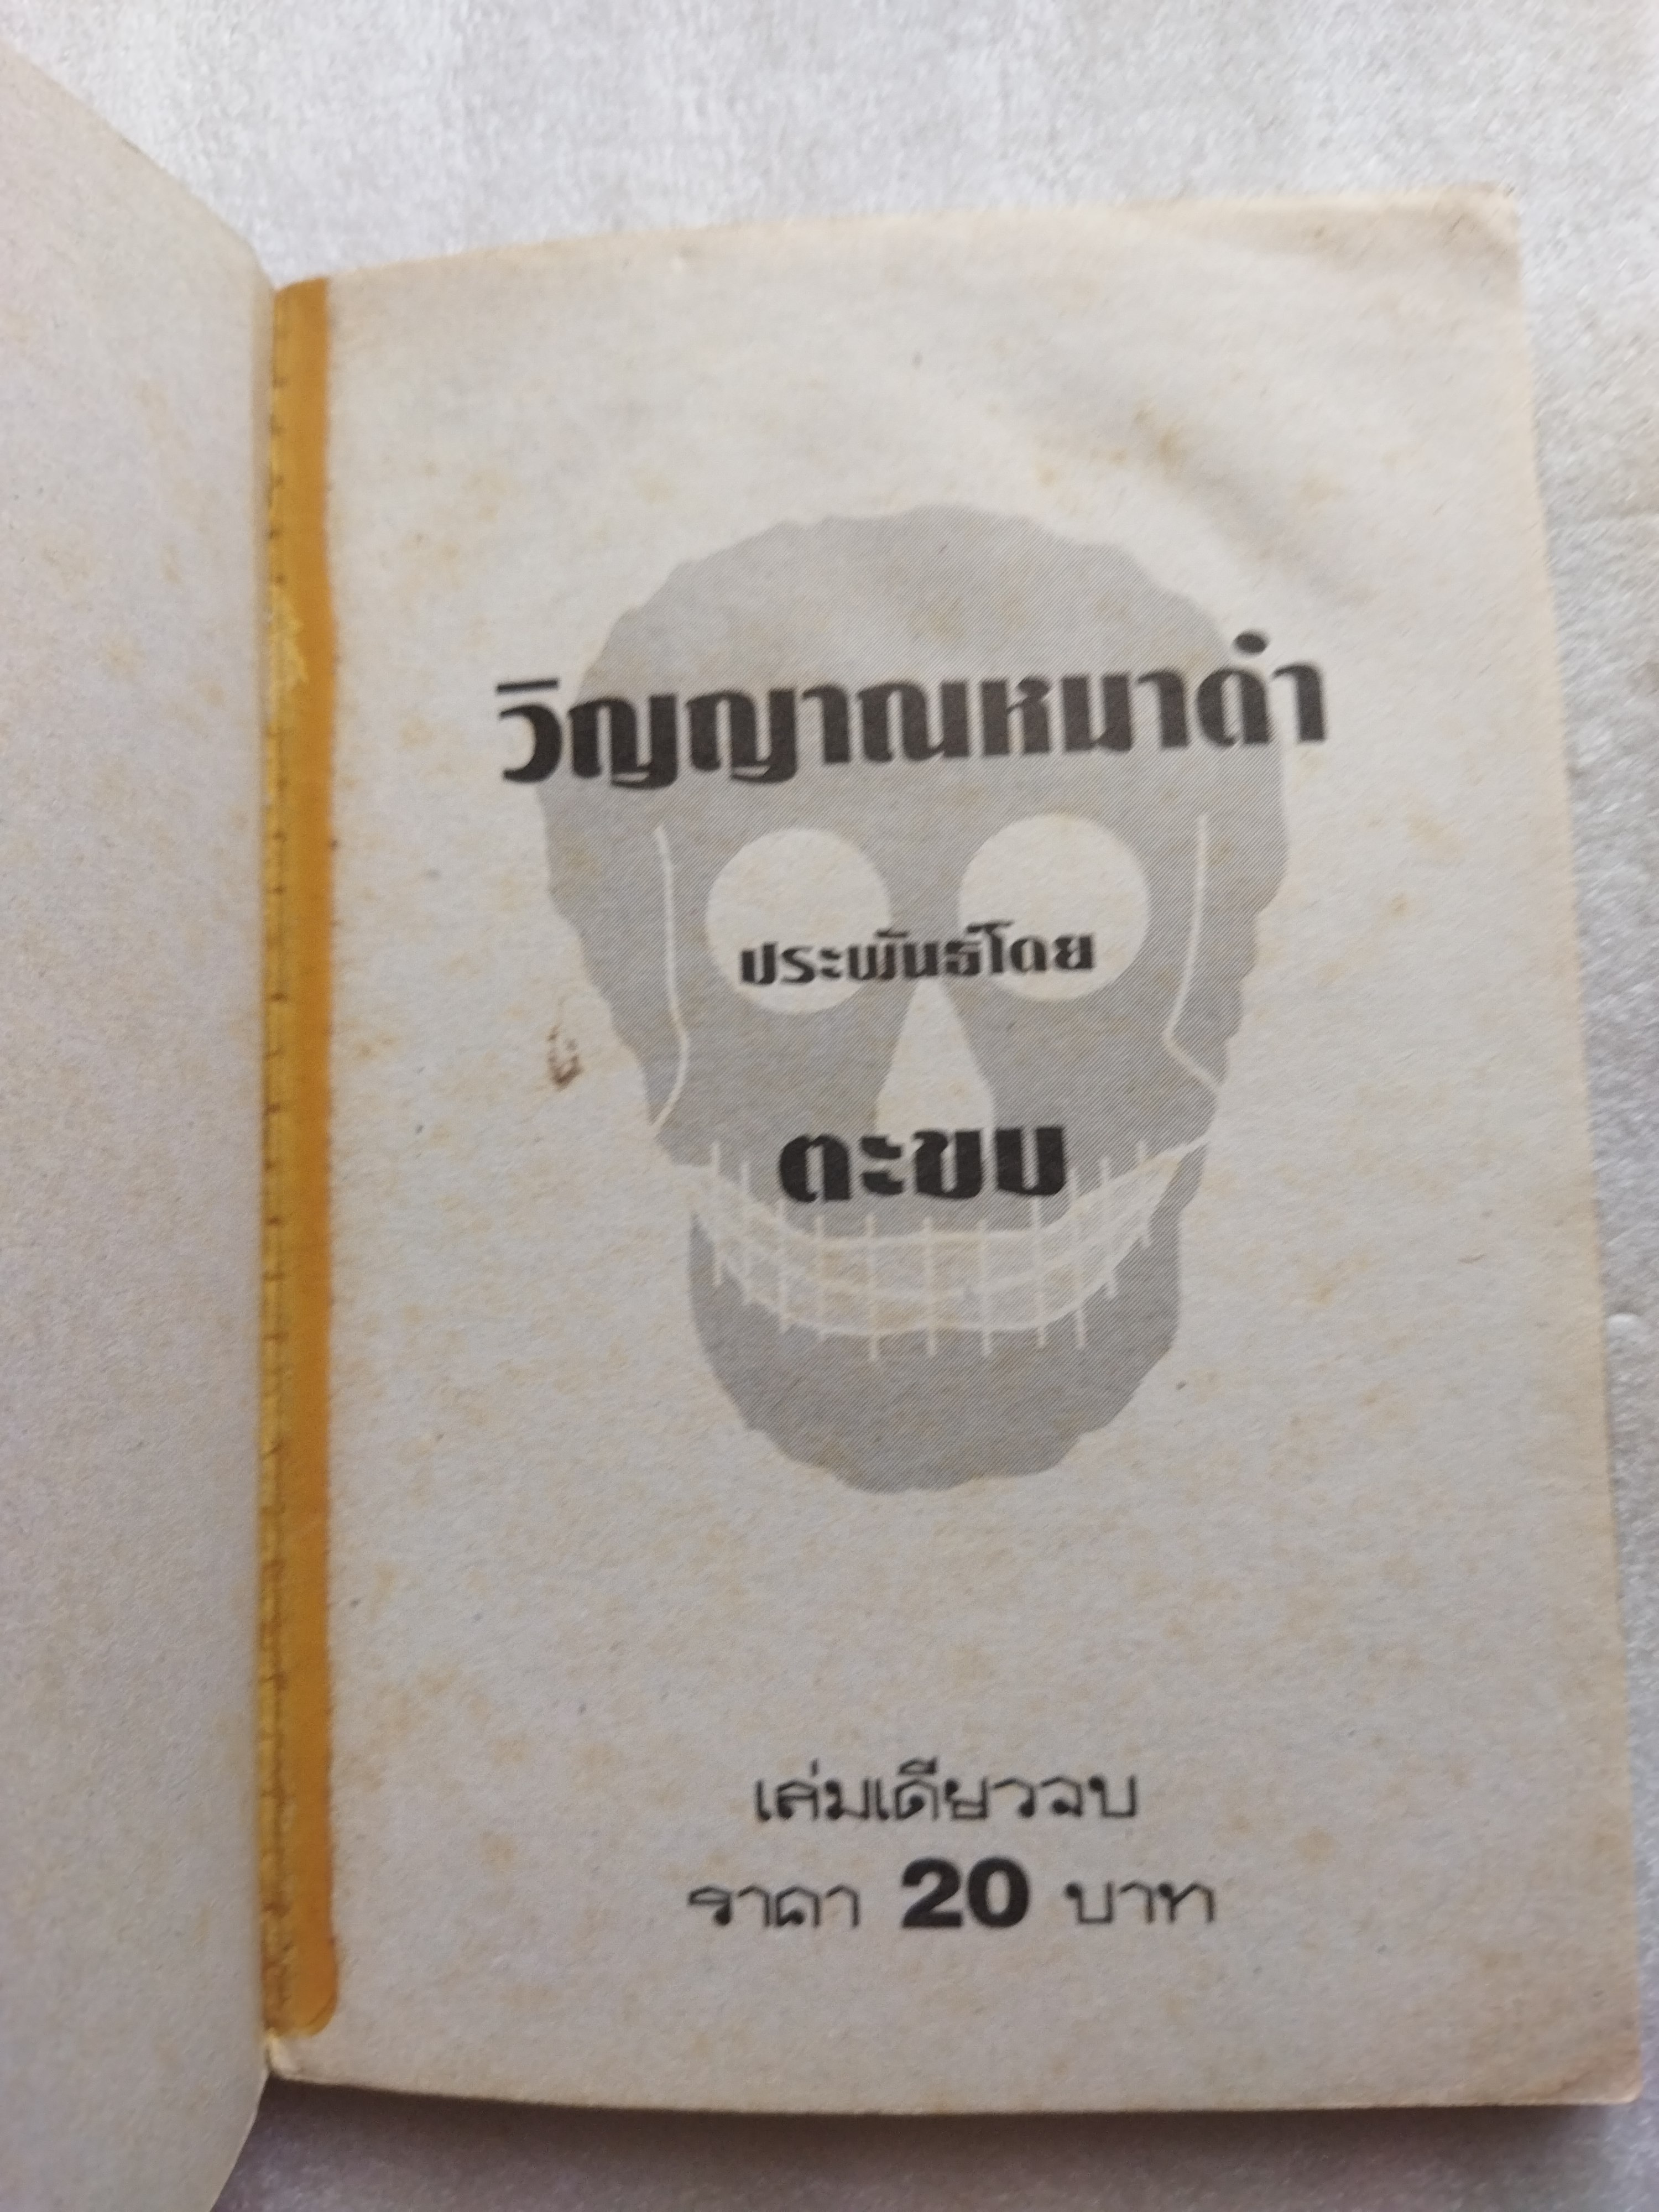 วิญญาณหมาดำ
ประพันธ์โดย
ตะขบ
เล่มเดียวจบ
ราคา 20 บาท